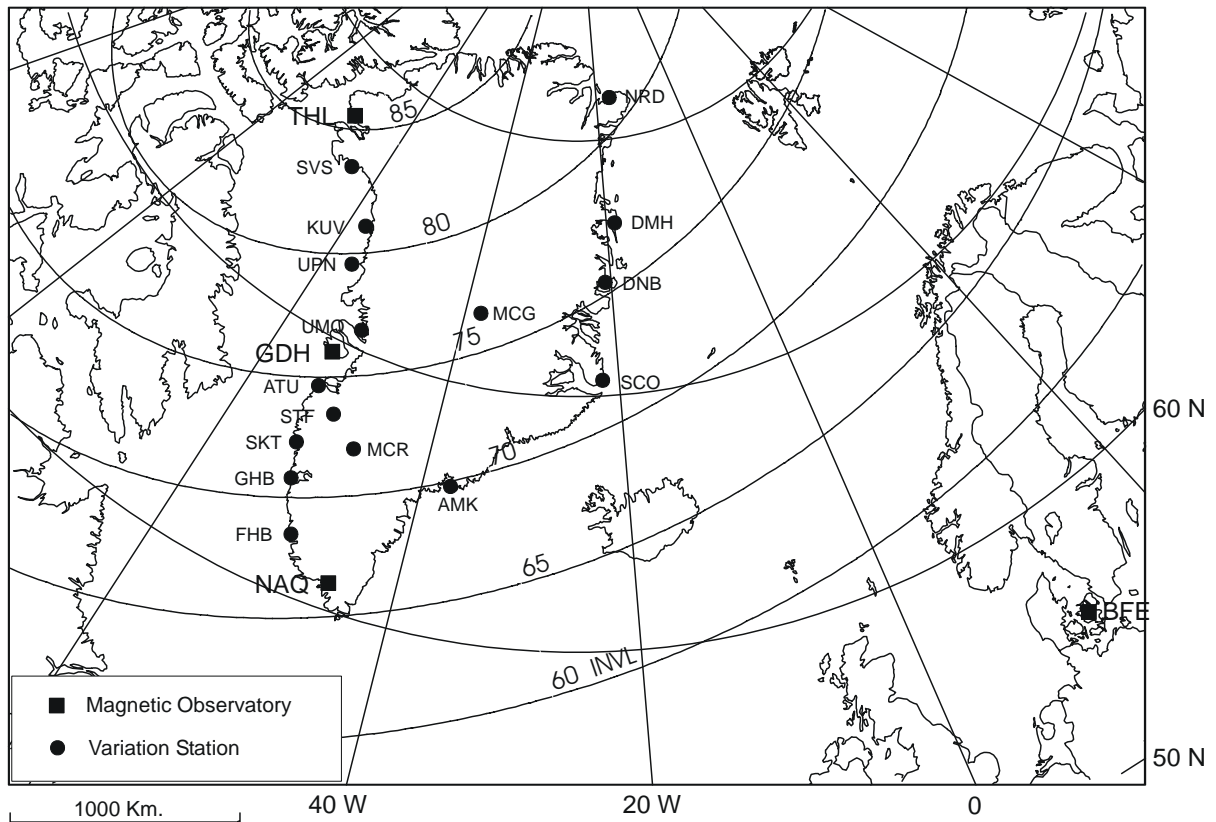 NRD
THL
85
SVS
KUV
80
DMH
UPN
DNB
MCG
UMQ
75
GDH
ATU
SCO
60 N
STF
SKT
MCR
70
GHB
AMK
FHB
65
NAQ
BFE
60 INVL
Magnetic Observatory
Variation Station
50 N
1000 Km.
40 W
20 W
0